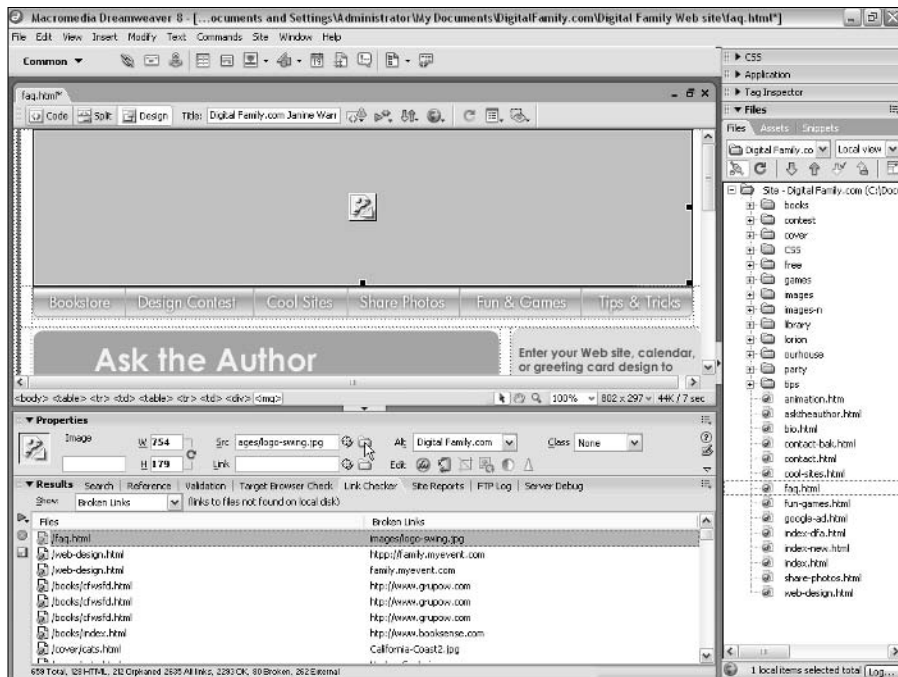 Macromedia Dreamweaver 8 - [...ocuments and Settings\Administrator\My Documents\DigitalFamily.com\Digital Family Web site\faq.html*]
File Edit View Insert Modify Text Commands Site Window Help
Common
faq.html*
Code Split Design Title: Digital Family.com Janine Warr
Bookstore Design Contest Cool Sites Share Photos Fun & Games Tips & Tricks
Ask the Author
Enter your Web site, calendar,
or greeting card design to
<body> <table> <tr> <td> <table> <tr> <td> <div> <img> 100% 802 x 297 44K / 7 sec
Properties
Image W 754 Src ages/logo-swing.jpg Alt Digital Family.com Class None
H 179 Link Edit
Results Search Reference Validation Target Browser Check Link Checker Site Reports FTP Log Server Debug
Show: Broken Links (links to files not found on local disk)
Files Broken Links
/faq.html images/logo-swing.jpg
/web-design.html htpp://family.myevent.com
/web-design.html family.myevent.com
/books/cfwsfd.html htp://www.grupow.com
/books/cfwsfd.html htp://www.grupow.com
/books/cfwsfd.html htp://www.grupow.com
/books/index.html htp://www.booksense.com
/cover/cats.html California-Coast2.jpg
659 Total, 128 HTML, 212 Orphaned 2635 All links, 2293 OK, 80 Broken, 262 External
CSS
Application
Tag Inspector
Files
Files Assets Snippets
Digital Family.co Local view
Site - Digital Family.com (C:\Doc
books
contest
cover
CSS
free
games
images
images-n
library
lorion
ourhouse
party
tips
animation.htm
asktheauthor.html
bio.html
contact-bak.html
contact.html
cool-sites.html
faq.html
fun-games.html
google-ad.html
index-dfa.html
index-new.html
index.html
share-photos.html
web-design.html
1 local items selected total Log...